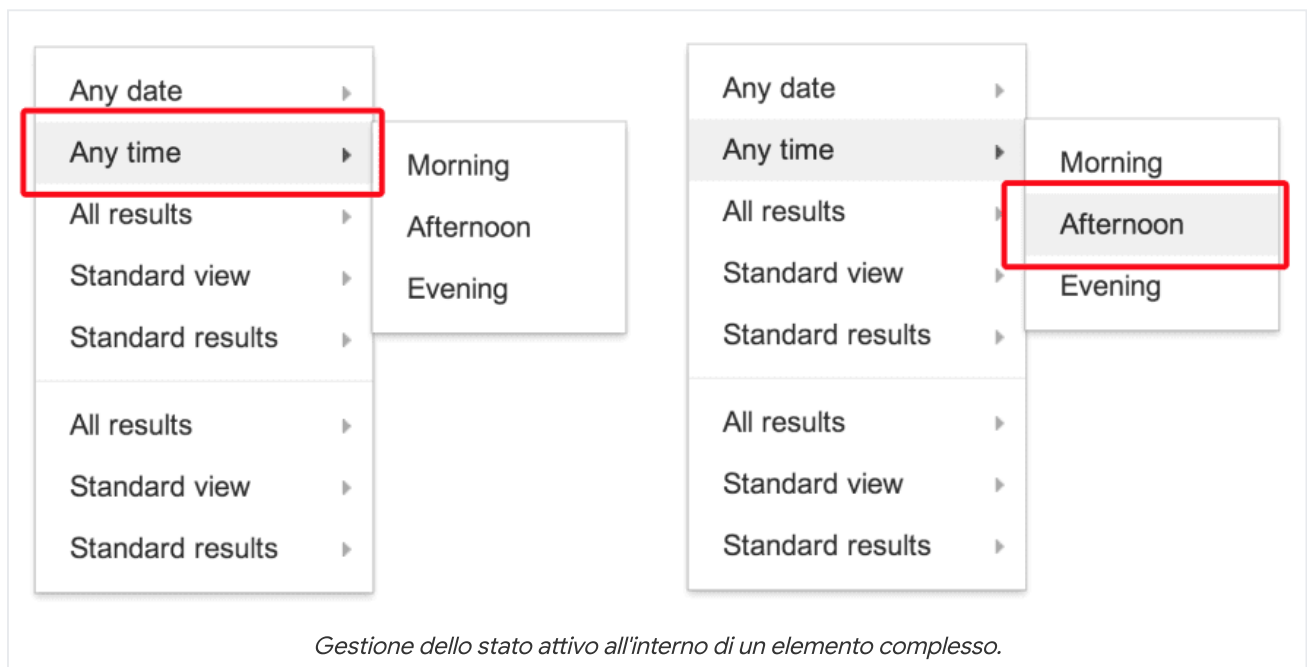 Any date
Any time
All results
Standard view
Standard results
All results
Standard view
Standard results
Morning
Afternoon
Evening
Any date
Any time
All results
Standard view
Standard results
All results
Standard view
Standard results
Morning
Afternoon
Evening
Gestione dello stato attivo all'interno di un elemento complesso.